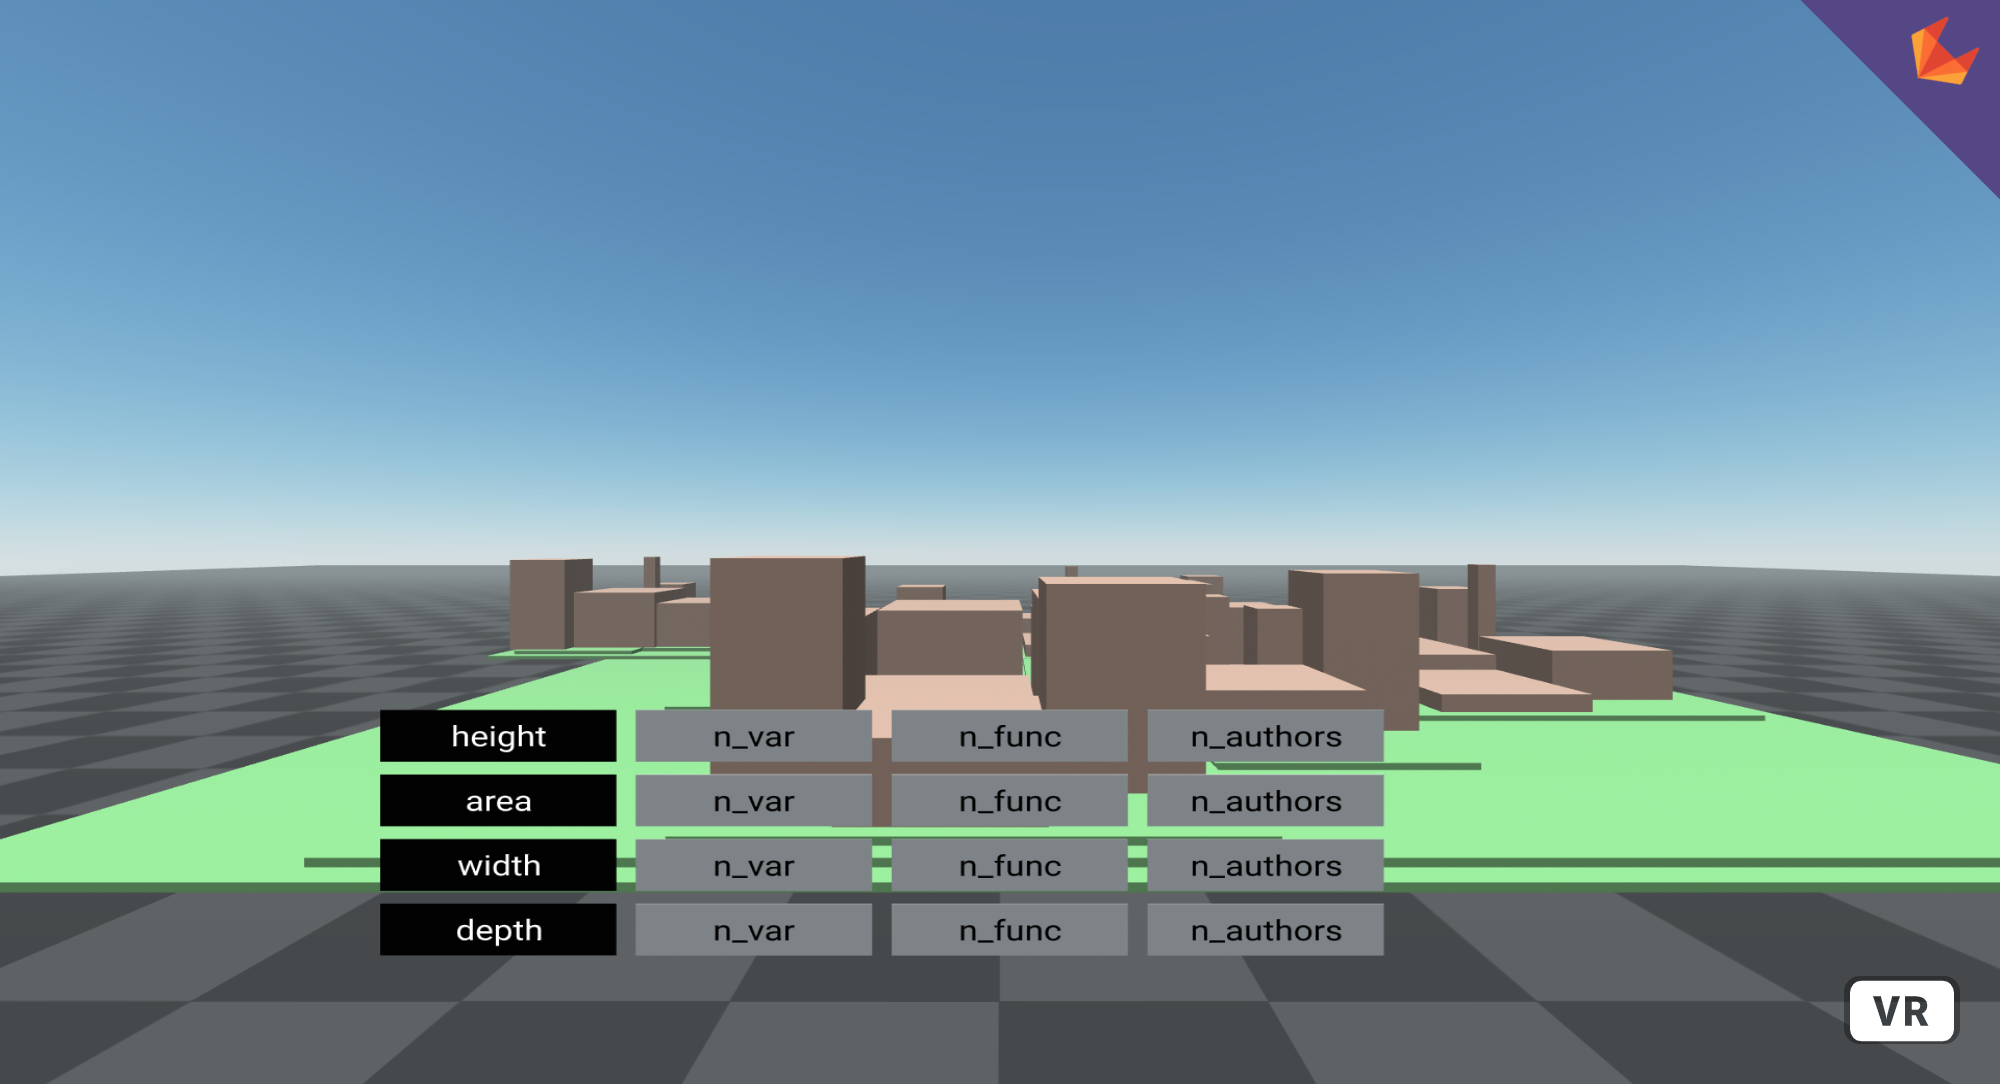 height n_var n_func n_authors
area n_var n_func n_authors
width n_var n_func n_authors
depth n_var n_func n_authors
VR